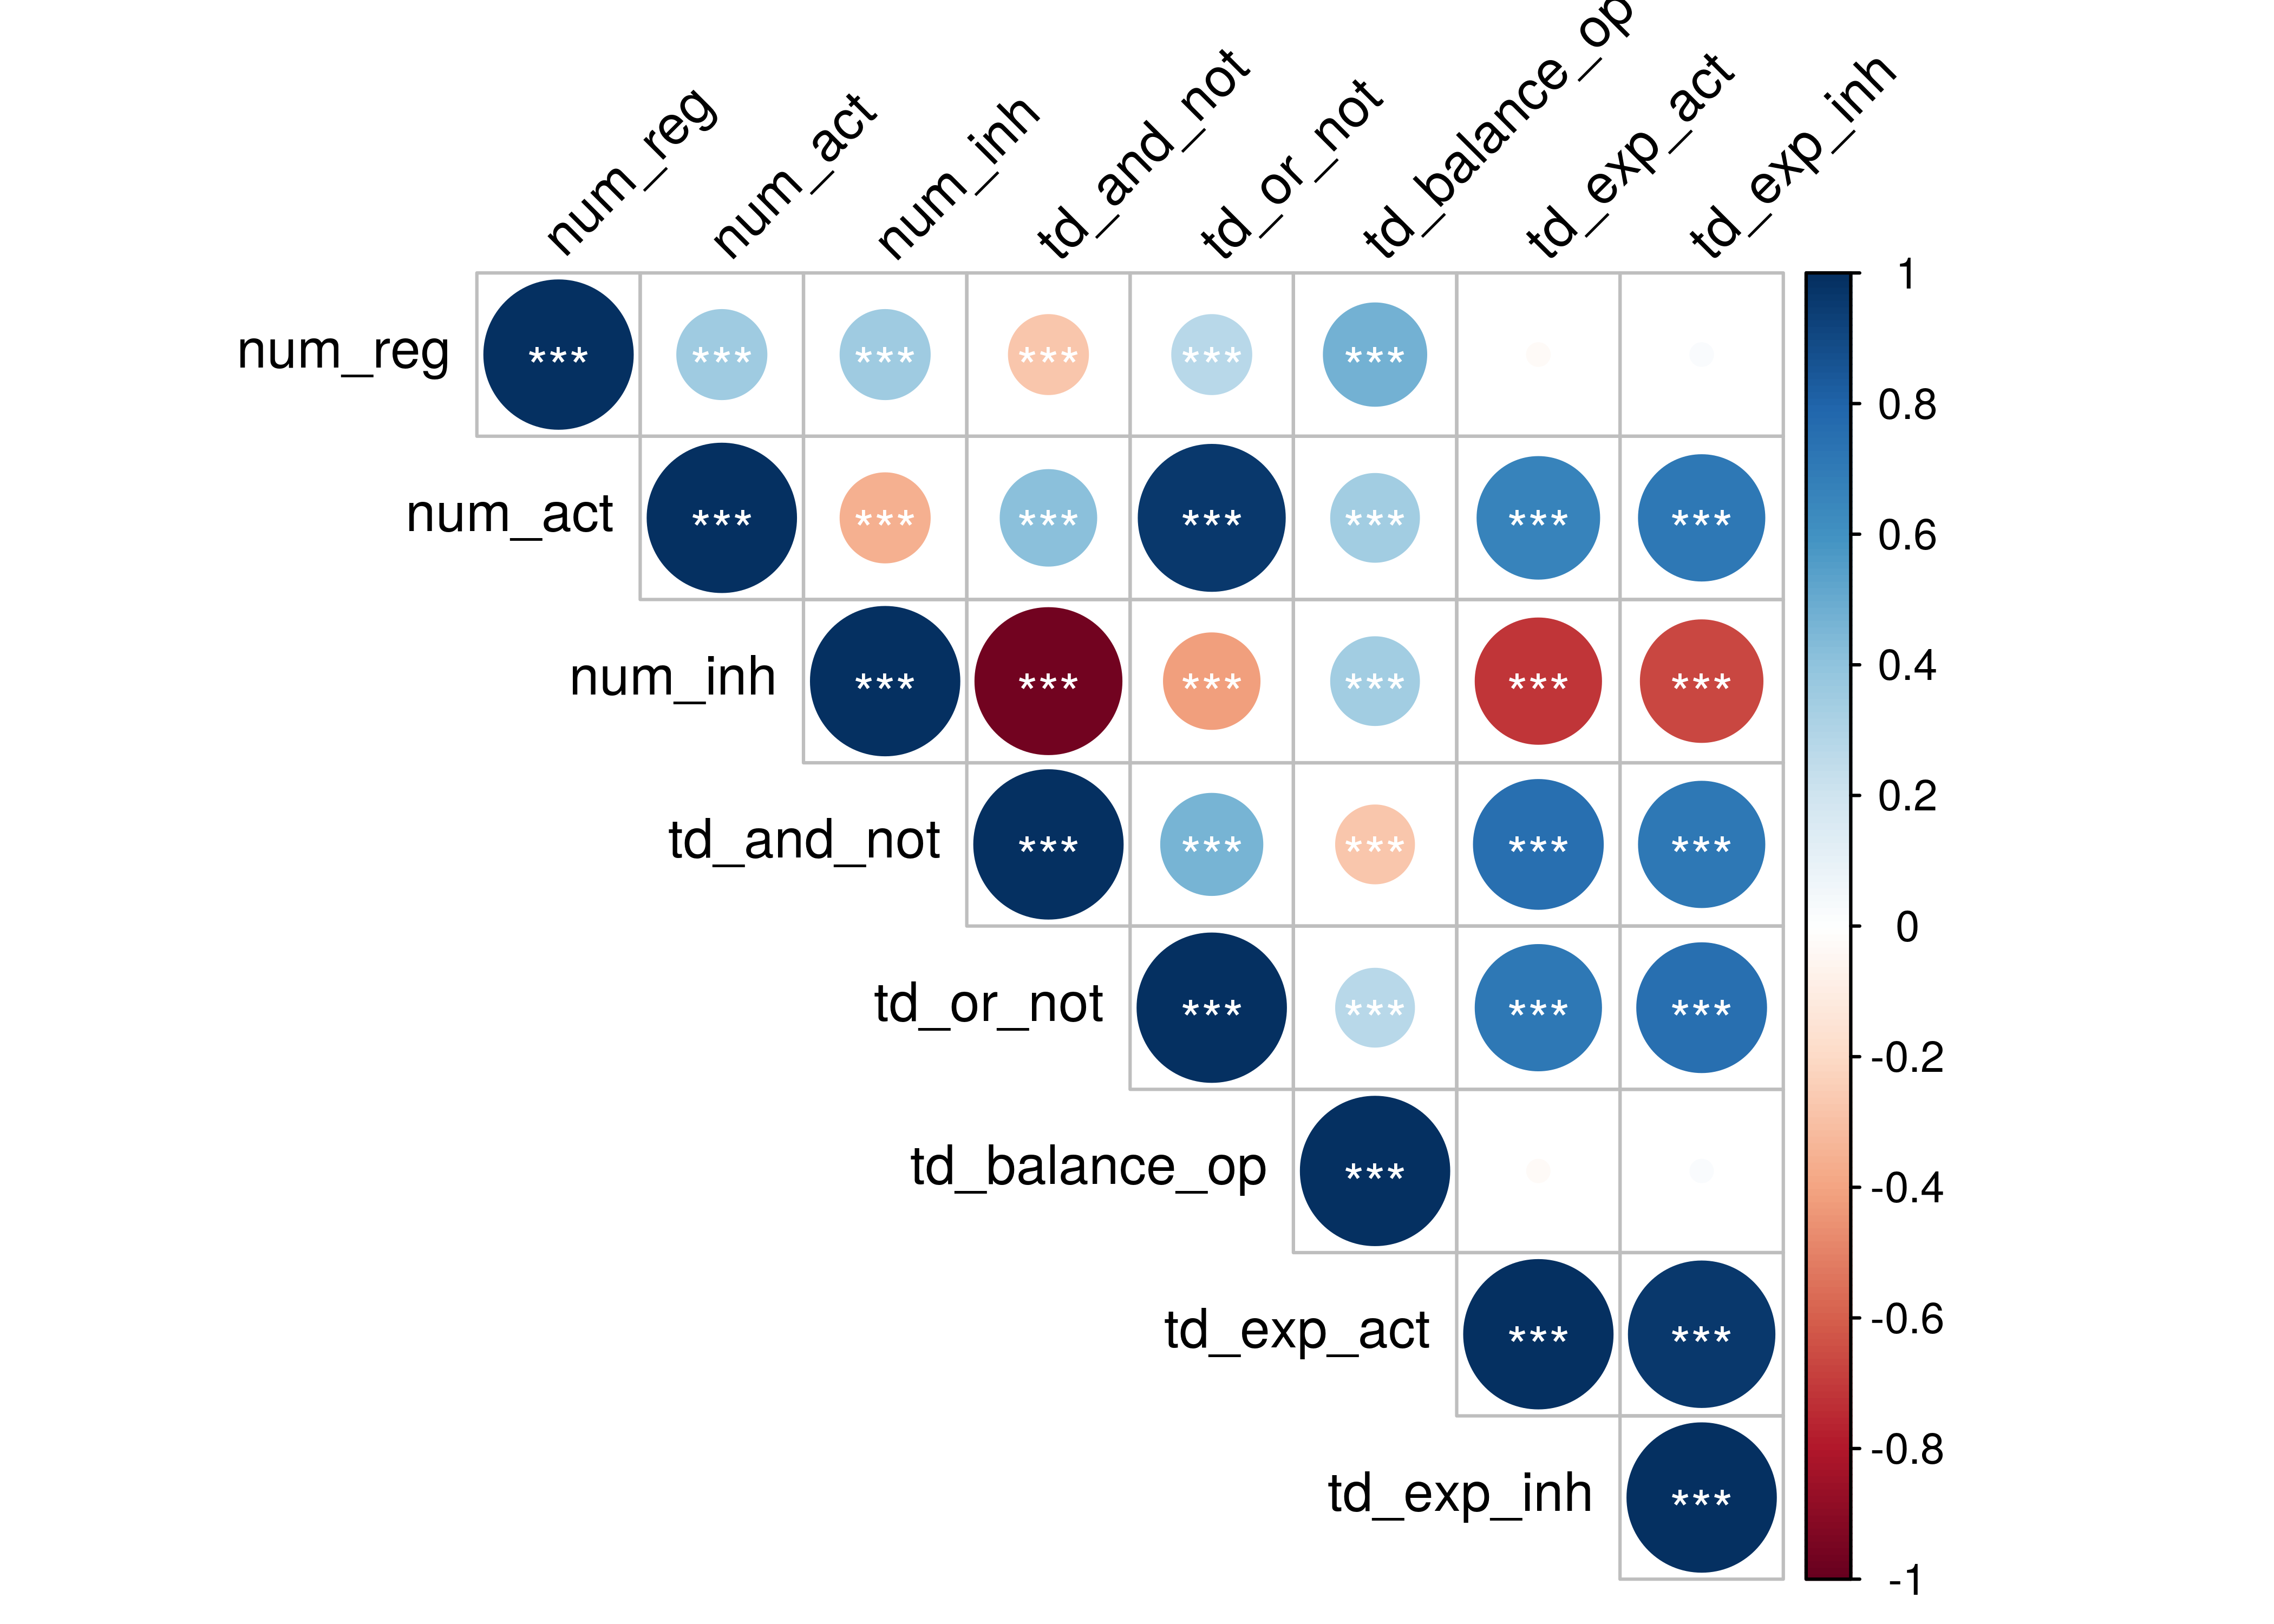 num_reg num_act num_inh td_and_not td_or_not td_balance_op td_exp_act td_exp_inh
num_reg *** *** *** *** *** *** 1
0.8
num_act *** *** *** *** *** *** *** 0.6
num_inh *** *** *** *** *** *** 0.4
0.2
td_and_not *** *** *** *** *** 0
td_or_not *** *** *** *** -0.2
td_balance_op *** -0.4
-0.6
td_exp_act *** ***
-0.8
td_exp_inh ***
-1